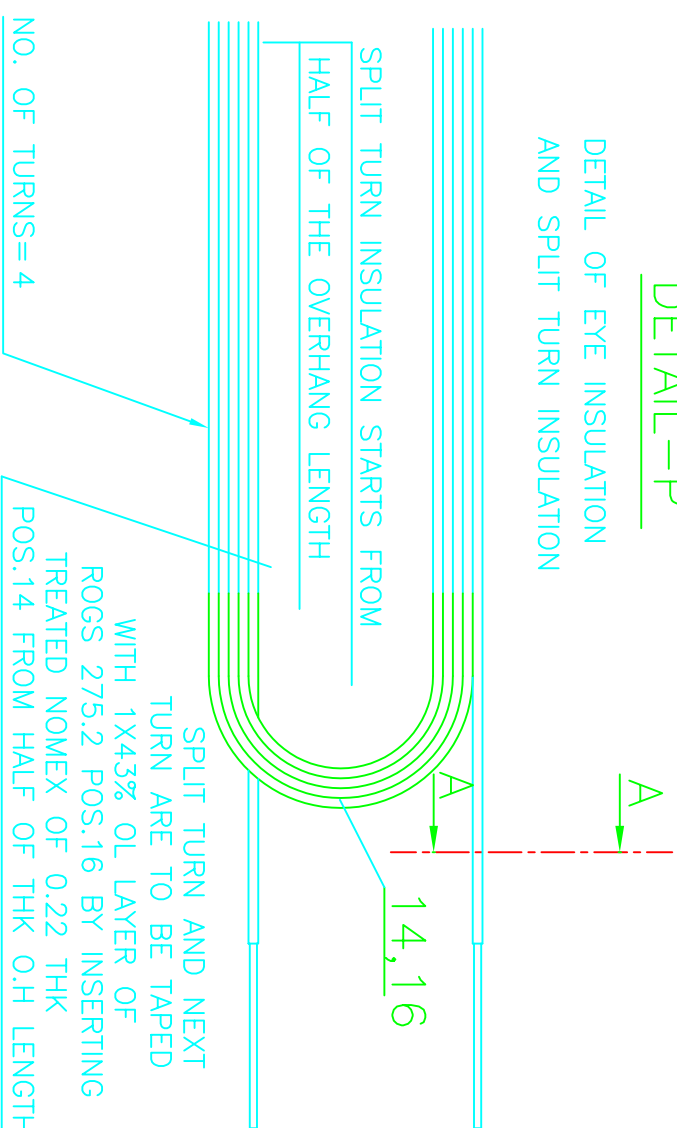 DETAIL-P
DETAIL OF EYE INSULATION
AND SPLIT TURN INSULATION
A
A
SPLIT TURN INSULATION STARTS FROM
HALF OF THE OVERHANG LENGTH
14,16
SPLIT TURN AND NEXT
TURN ARE TO BE TAPED
WITH 1X43% OL LAYER OF
ROGS 275.2 POS.16 BY INSERTING
TREATED NOMEX OF 0.22 THK
POS.14 FROM HALF OF THK O.H LENGTH
NO. OF TURNS=4